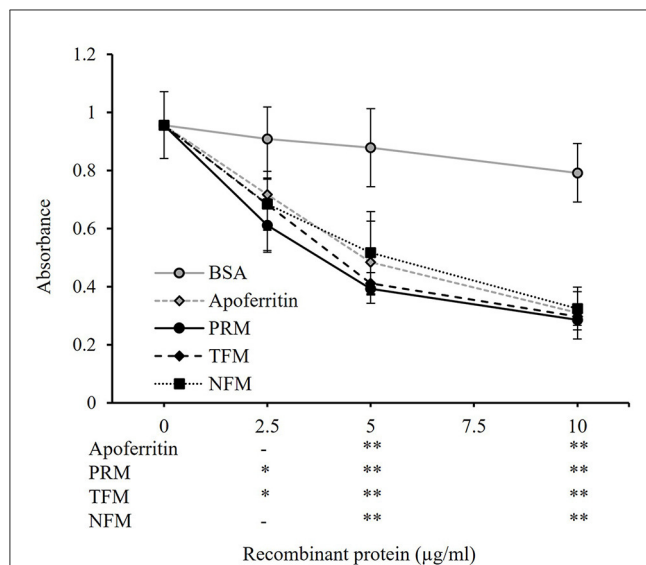 1.2
1
0.8
0.6
0.4
0.2
0
Absorbance
BSA
Apoferritin
PRM
TFM
NFM
0 2.5 5 7.5 10
Apoferritin - ** **
PRM * ** **
TFM * ** **
NFM - ** **
Recombinant protein (µg/ml)